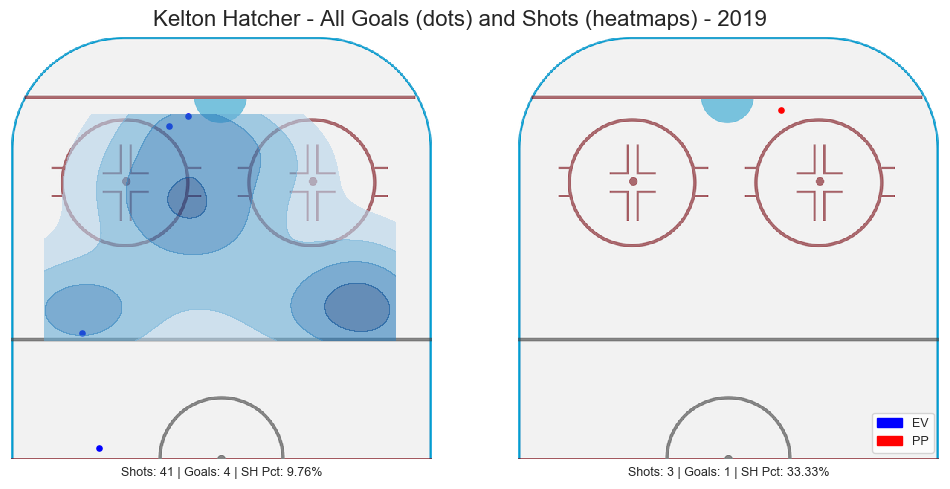 Kelton Hatcher - All Goals (dots) and Shots (heatmaps) - 2019
EV
PP
Shots: 41 | Goals: 4 | SH Pct: 9.76%
Shots: 3 | Goals: 1 | SH Pct: 33.33%